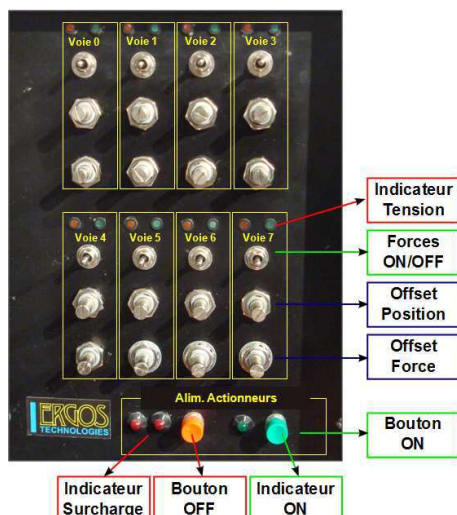 Voie 0
Voie 1
Voie 2
Voie 3
Voie 4
Voie 5
Voie 6
Voie 7
Indicateur
Tension
Forces
ON/OFF
Offset
Position
Offset
Force
Alim. Actionneurs
ERGOS
TECHNOLOGIES
Bouton
ON
Indicateur
Surcharge
Bouton
OFF
Indicateur
ON